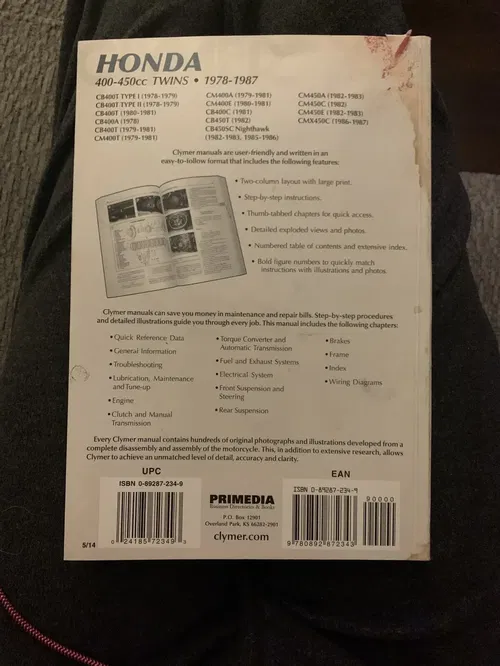 HONDA
400-450cc TWINS • 1978-1987
CB400T TYPE I (1978-1979)
CB400T TYPE II (1978-1979)
CB400T (1980-1981)
CB400A (1978)
CB400T (1979-1981)
CM400T (1979-1981)
CM400A (1979-1981)
CM400E (1980-1981)
CB400C (1981)
CB450T (1982)
CB450SC Nighthawk
(1982-1983, 1985-1986)
CM450A (1982-1983)
CM450C (1982)
CM450E (1982-1983)
CMX450C (1986-1987)
Clymer manuals are user-friendly and written in an
easy-to-follow format that includes the following features:
• Two-column layout with large print.
• Step-by-step instructions.
• Thumb-tabbed chapters for quick access.
• Detailed exploded views and photos.
• Numbered table of contents and extensive index.
• Bold figure numbers to quickly match
instructions with illustrations and photos.
Clymer manuals can save you money in maintenance and repair bills. Step-by-step procedures
and detailed illustrations guide you through every job. This manual includes the following chapters:
• Quick Reference Data
• General Information
• Troubleshooting
• Lubrication, Maintenance
and Tune-up
• Engine
• Clutch and Manual
Transmission
• Torque Converter and
Automatic Transmission
• Fuel and Exhaust Systems
• Electrical System
• Front Suspension and
Steering
• Rear Suspension
• Brakes
• Frame
• Index
• Wiring Diagrams
Every Clymer manual contains hundreds of original photographs and illustrations developed from a
complete disassembly and assembly of the motorcycle. This, in addition to extensive research, allows
Clymer to achieve an unmatched level of detail, accuracy and clarity.
UPC
ISBN 0-89287-234-9
0 24185 72349 3
5/14
PRIMEDIA
Business Directories & Books
P.O. Box 12901
Overland Park, KS 66282-2901
clymer.com
EAN
ISBN 0-89287-234-9
90000
9 780892 872343